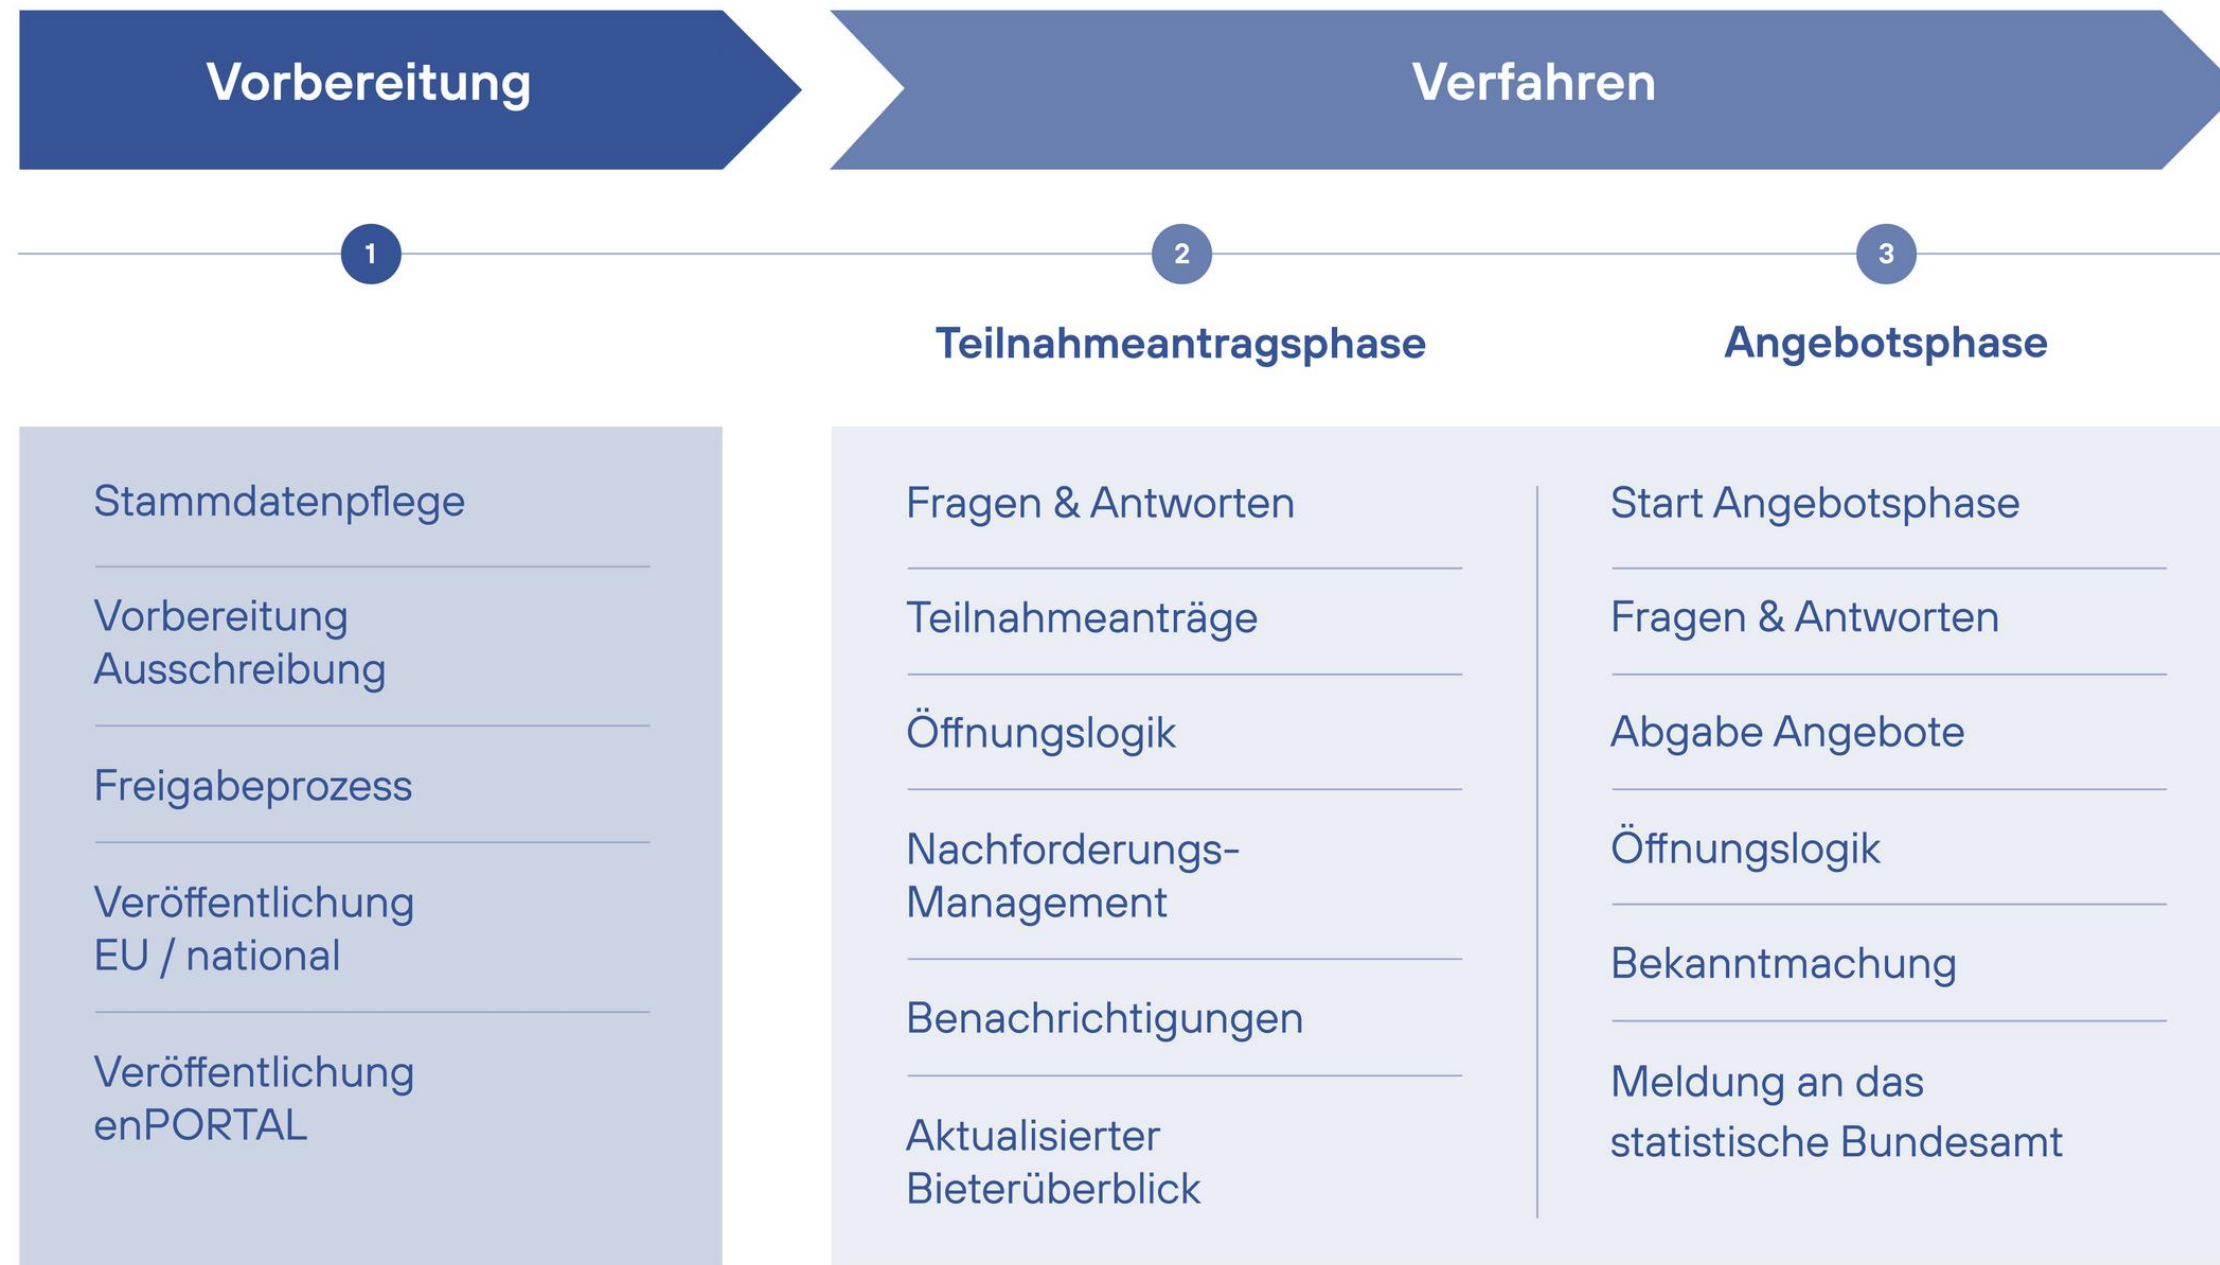 Vorbereitung
Verfahren
1
2
3
Teilnahmeantragsphase
Angebotsphase
Stammdatenpflege
Vorbereitung
Ausschreibung
Freigabeprozess
Veröffentlichung
EU / national
Veröffentlichung
enPORTAL
Fragen & Antworten
Teilnahmeanträge
Öffnungslogik
Nachforderungs-
Management
Benachrichtigungen
Aktualisierter
Bieterüberblick
Start Angebotsphase
Fragen & Antworten
Abgabe Angebote
Öffnungslogik
Bekanntmachung
Meldung an das
statistische Bundesamt